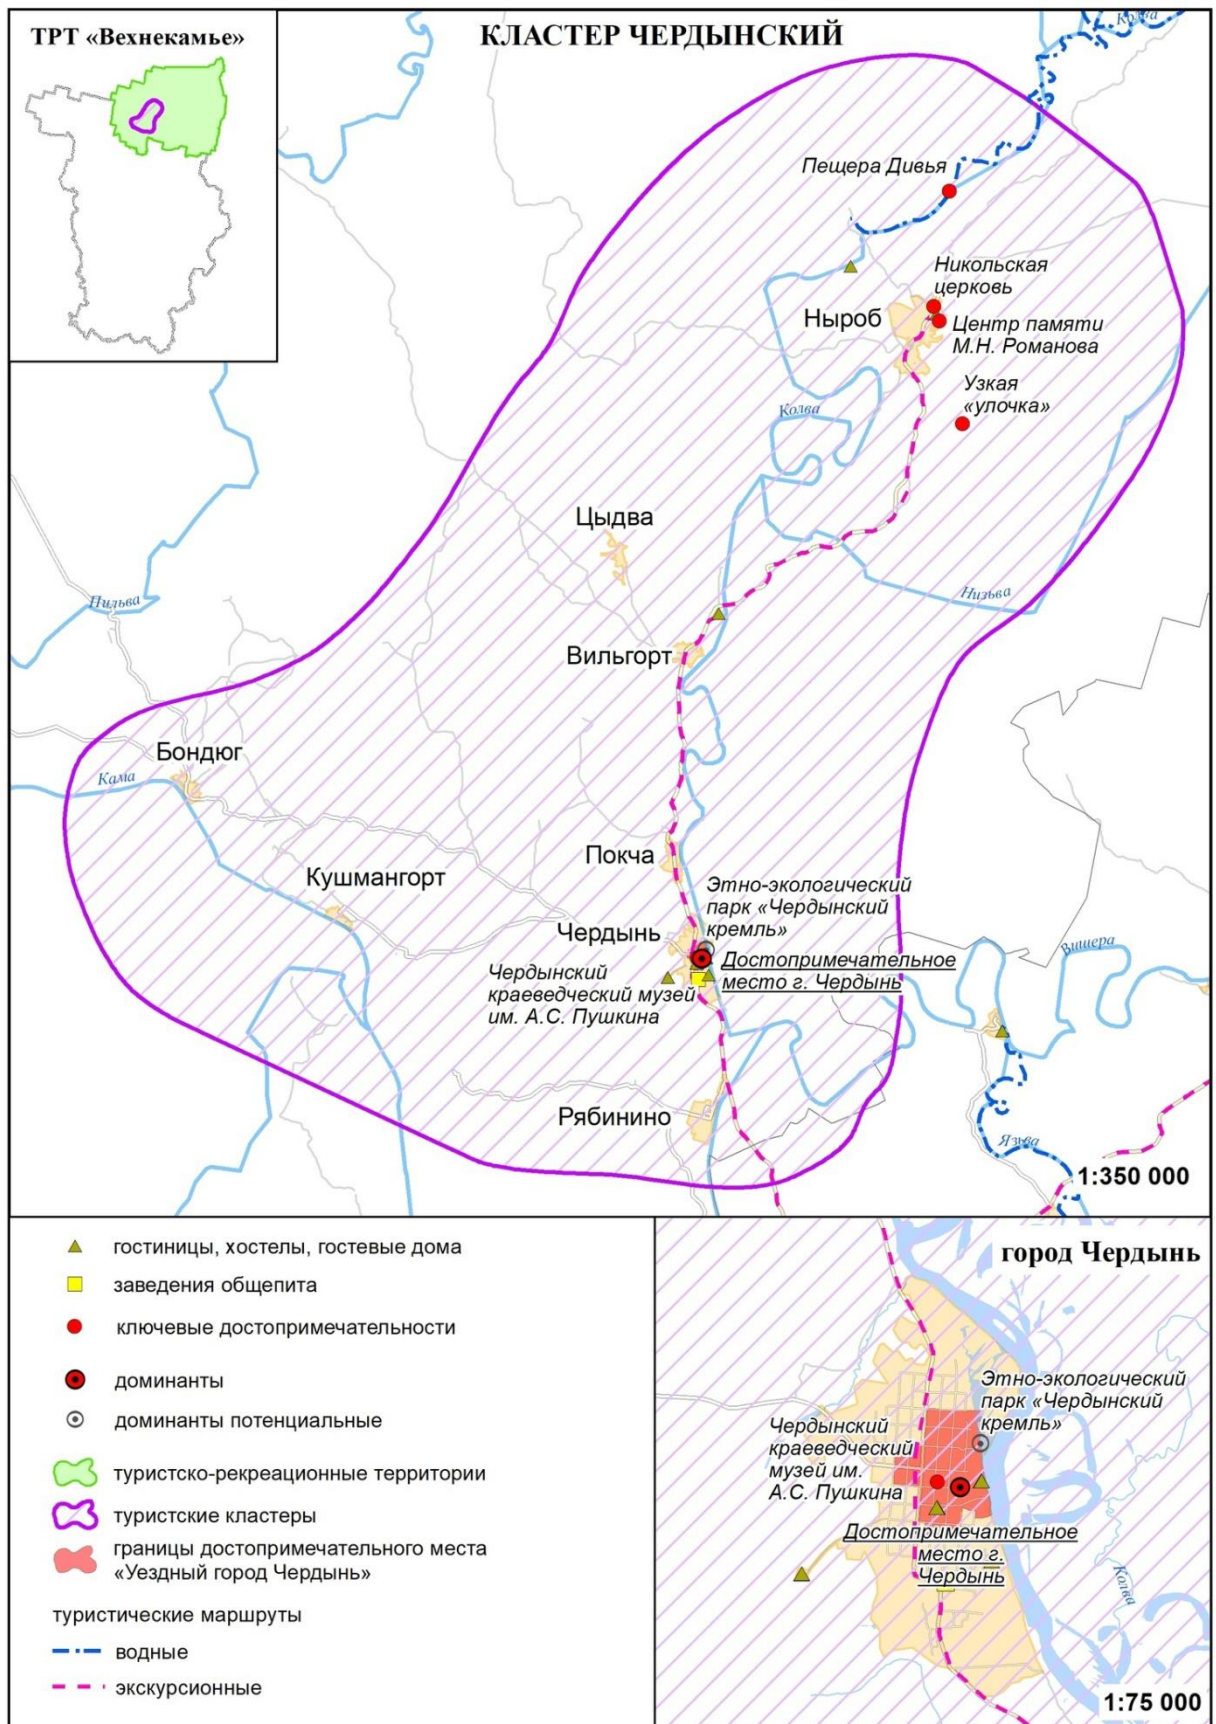 ТРТ «Вехнекамье»
КЛАСТЕР ЧЕРДЫНСКИЙ
Колва
Пещера Дивья
Никольская
церковь
Ныроб
Центр памяти
М.Н. Романова
Узкая
«улочка»
Колва
Цыдва
Пильва
Низьва
Вильгорт
Бондюг
Кама
Покча
Кушмангорт
Этно-экологический
парк «Чердынский
кремль»
Чердынь
Достопримечательное
место г. Чердынь
Вишера
Чердынский
краеведческий музей
им. А.С. Пушкина
Рябинино
Язьва
1:350 000
гостиницы, хостелы, гостевые дома
заведения общепита
ключевые достопримечательности
доминанты
доминанты потенциальные
туристско-рекреационные территории
туристские кластеры
границы достопримечательного места
«Уездный город Чердынь»
туристические маршруты
водные
экскурсионные
город Чердынь
Этно-экологический
парк «Чердынский
кремль»
Чердынский
краеведческий
музей им.
А.С. Пушкина
Достопримечательное
место г.
Чердынь
Колва
1:75 000